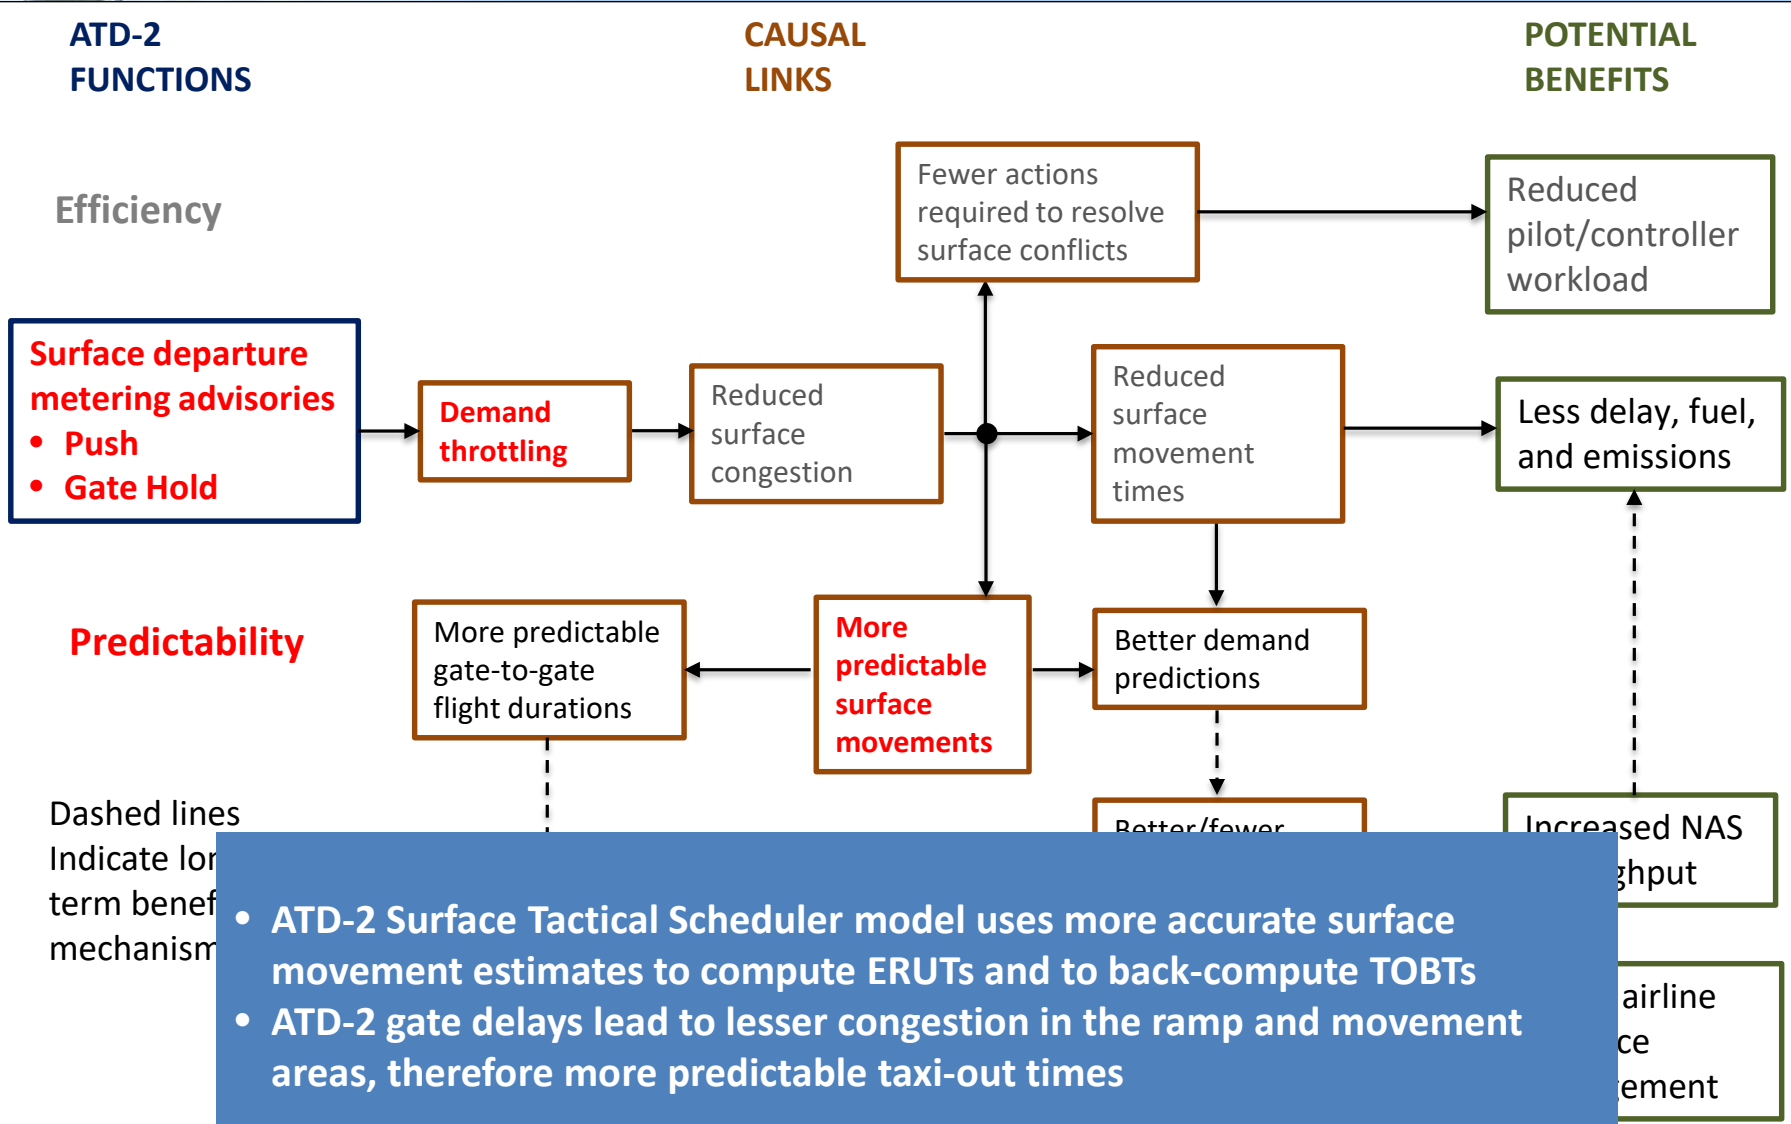 ATD-2
FUNCTIONS
CAUSAL
LINKS
POTENTIAL
BENEFITS
Efficiency
Fewer actions
required to resolve
surface conflicts
Reduced
pilot/controller
workload
Surface departure
metering advisories
• Push
• Gate Hold
Demand
throttling
Reduced
surface
congestion
Reduced
surface
movement
times
Less delay, fuel,
and emissions
Predictability
More predictable
gate-to-gate
flight durations
More
predictable
surface
movements
Better demand
predictions
Dashed lines
Indicate
term
Better/fewer
Increased NAS
airline
• ATD-2 Surface Tactical Scheduler model uses more accurate surface
movement estimates to compute ERUTs and to back-compute TOBTs
• ATD-2 gate delays lead to lesser congestion in the ramp and movement
areas, therefore more predictable taxi-out times